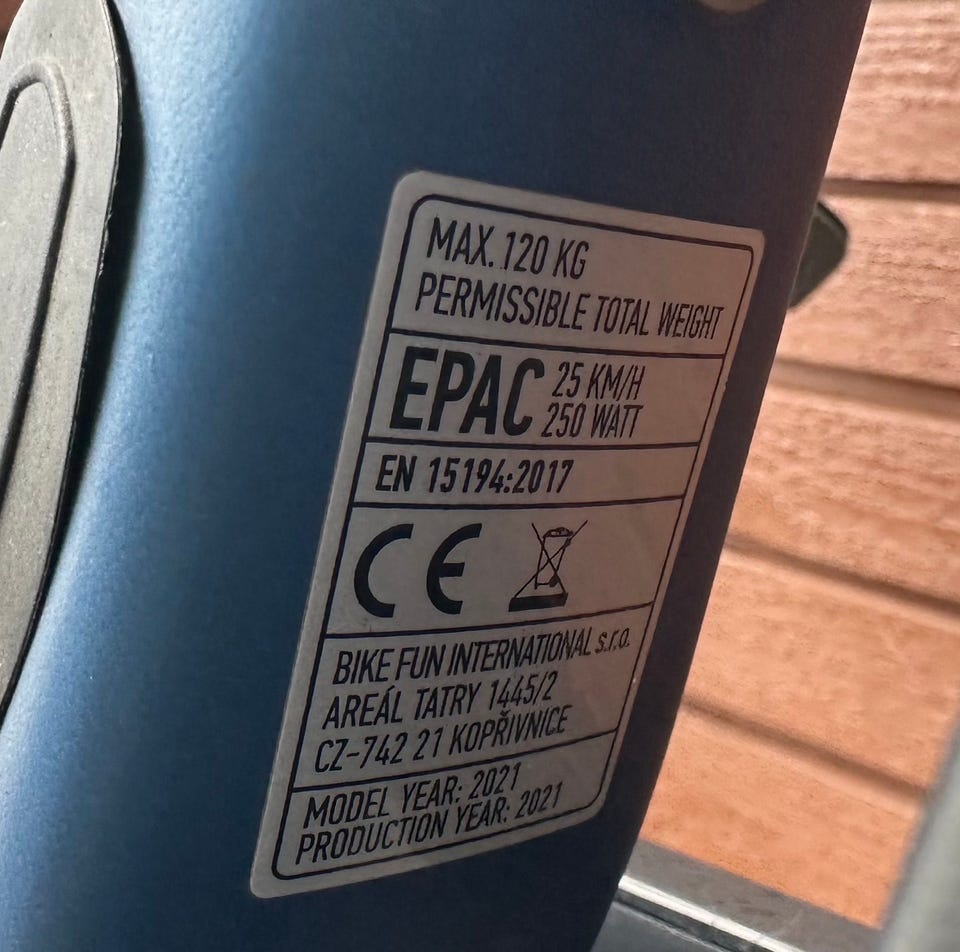 MAX. 120 KG
PERMISSIBLE TOTAL WEIGHT
EPAC 25 KM/H
250 WATT
EN 15194:2017
CE
BIKE FUN INTERNATIONAL s.r.o.
AREÁL TATRY 1445/2
CZ-742 21 KOPŘIVNICE
MODEL YEAR: 2021
PRODUCTION YEAR: 2021